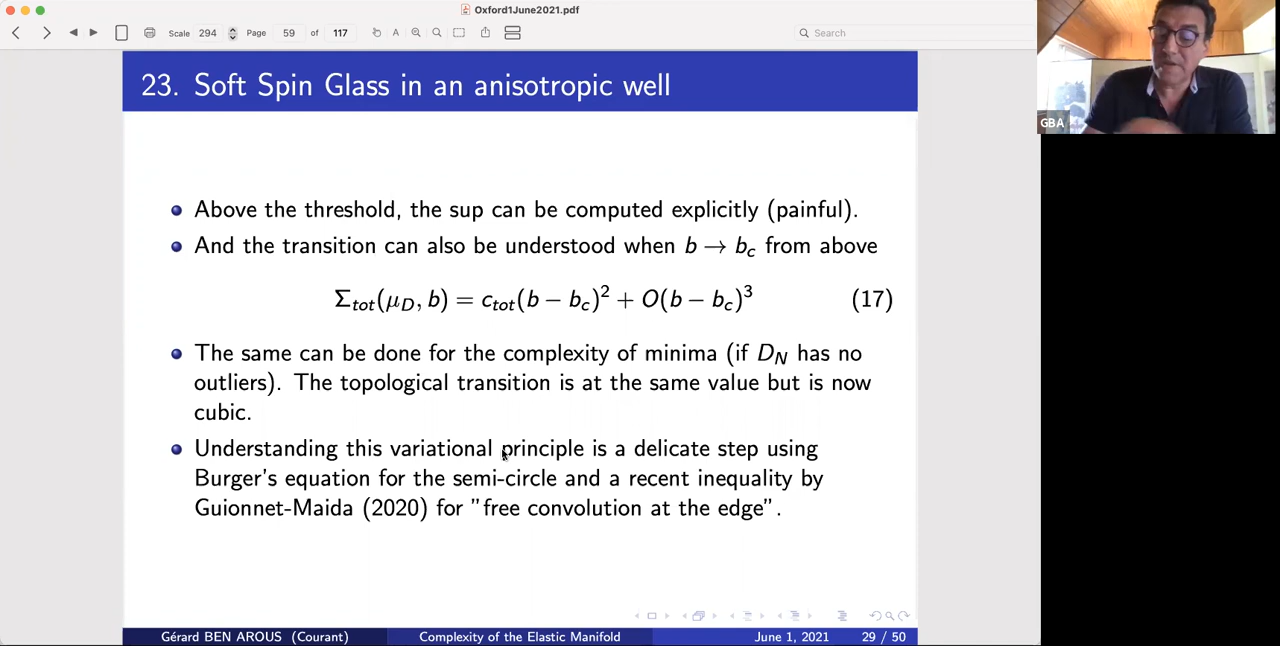 Oxford1June2021.pdf
Scale 294 Page 59 of 117 A Search
23. Soft Spin Glass in an anisotropic well
Above the threshold, the sup can be computed explicitly (painful).
And the transition can also be understood when b → b_c from above
Σ_tot(μ_D, b) = c_tot(b − b_c)^2 + O(b − b_c)^3 (17)
The same can be done for the complexity of minima (if D_N has no
outliers). The topological transition is at the same value but is now
cubic.
Understanding this variational principle is a delicate step using
Burger's equation for the semi-circle and a recent inequality by
Guionnet-Maida (2020) for "free convolution at the edge".
Gérard BEN AROUS (Courant) Complexity of the Elastic Manifold June 1, 2021 29 / 50
GBA